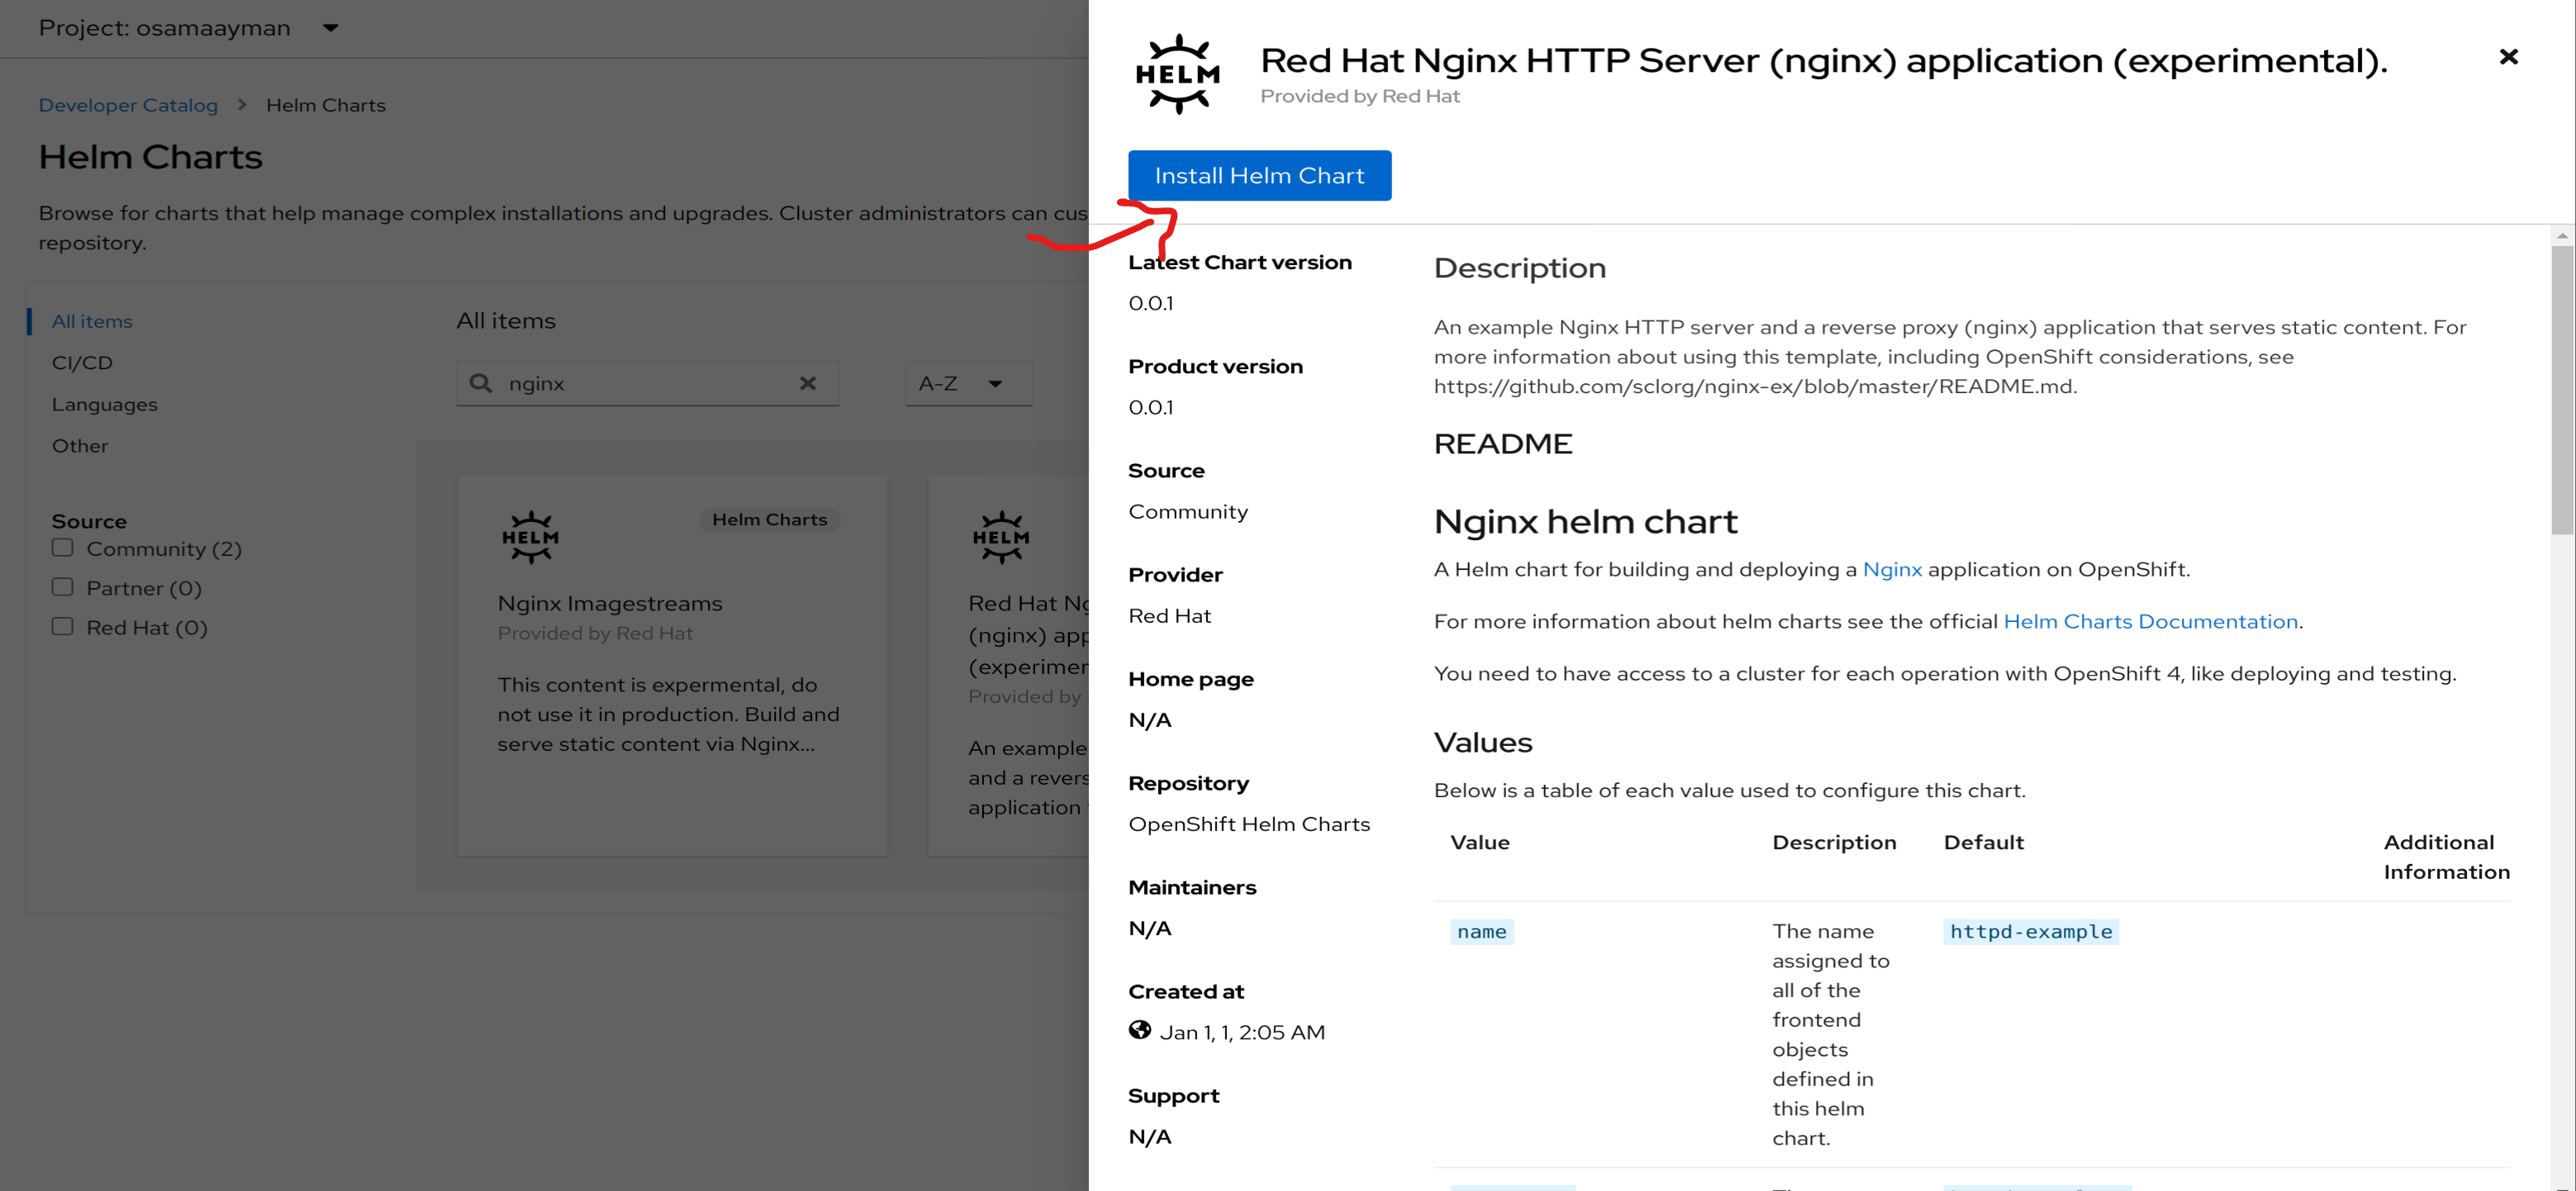 Project: osamaayman
Developer Catalog > Helm Charts
Helm Charts
Browse for charts that help manage complex installations and upgrades. Cluster administrators can cus
repository.
All items
CI/CD
Languages
Other
Source
Community (2)
Partner (0)
Red Hat (0)
All items
nginx
A-Z
HELM
Helm Charts
Nginx Imagestreams
Provided by Red Hat
This content is expermental, do
not use it in production. Build and
serve static content via Nginx...
HELM
Red Hat Ng
(nginx) app
(experimer
Provided by
An example
and a revers
application
HELM
Red Hat Nginx HTTP Server (nginx) application (experimental).
Provided by Red Hat
Install Helm Chart
Latest Chart version
0.0.1
Product version
0.0.1
Source
Community
Provider
Red Hat
Home page
N/A
Repository
OpenShift Helm Charts
Maintainers
N/A
Created at
Jan 1, 1, 2:05 AM
Support
N/A
Description
An example Nginx HTTP server and a reverse proxy (nginx) application that serves static content. For
more information about using this template, including OpenShift considerations, see
https://github.com/sclorg/nginx-ex/blob/master/README.md.
README
Nginx helm chart
A Helm chart for building and deploying a Nginx application on OpenShift.
For more information about helm charts see the official Helm Charts Documentation.
You need to have access to a cluster for each operation with OpenShift 4, like deploying and testing.
Values
Below is a table of each value used to configure this chart.
Value Description Default Additional
Information
name The name httpd-example
assigned to
all of the
frontend
objects
defined in
this helm
chart.